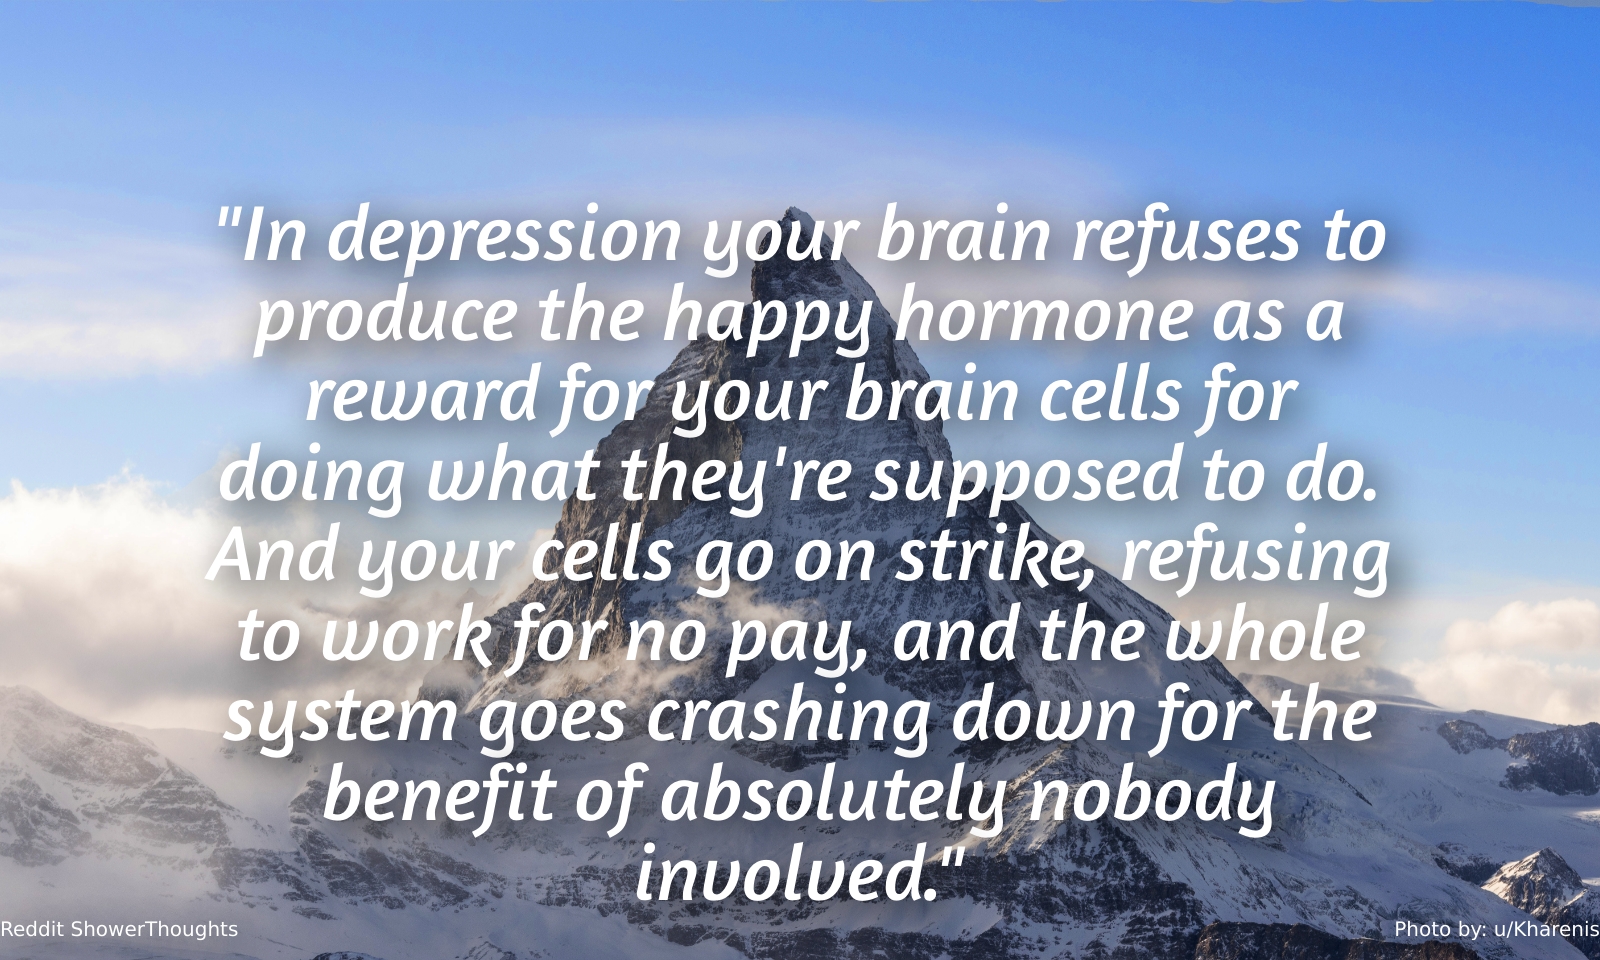 "In depression your brain refuses to
produce the happy hormone as a
reward for your brain cells for
doing what they're supposed to do.
And your cells go on strike, refusing
to work for no pay, and the whole
system goes crashing down for the
benefit of absolutely nobody
involved."
Reddit ShowerThoughts
Photo by: u/Kharenis